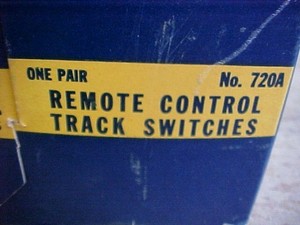 ONE PAIR No. 720A
REMOTE CONTROL
TRACK SWITCHES